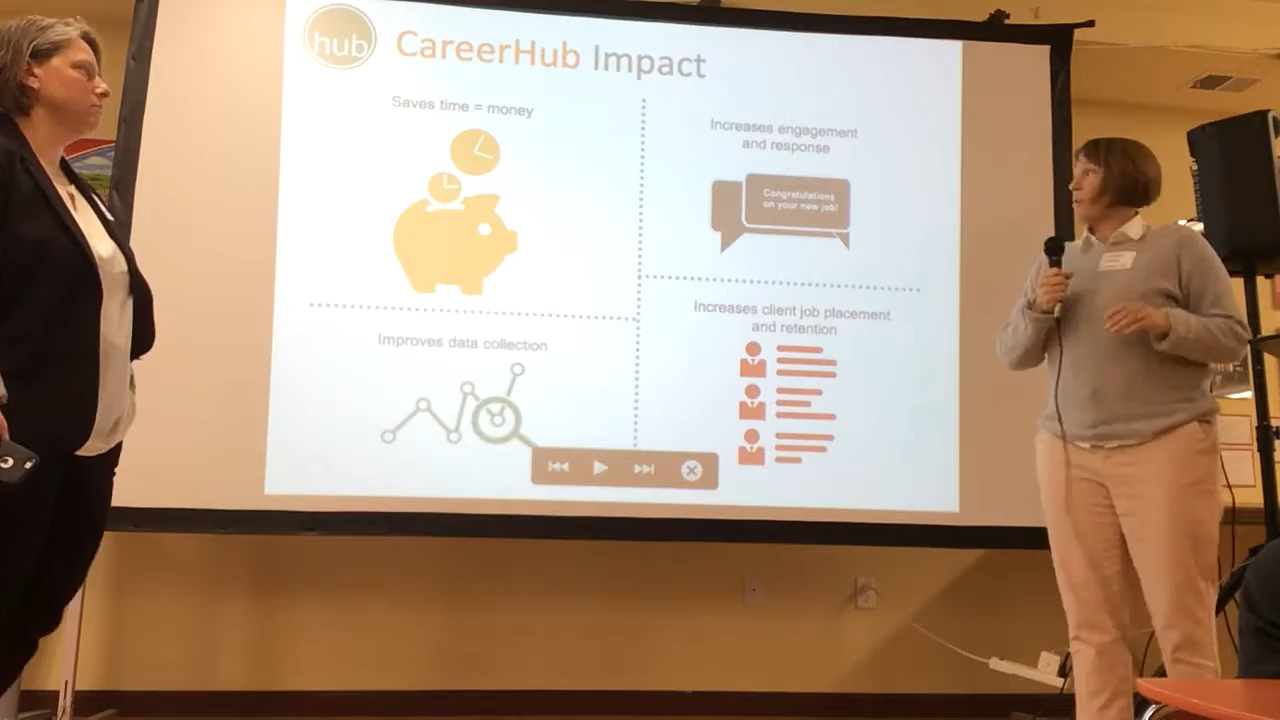 hub
CareerHub Impact
Saves time = money
Increases engagement
and response
Congratulations
on your new job!
Improves data collection
Increases client job placement
and retention